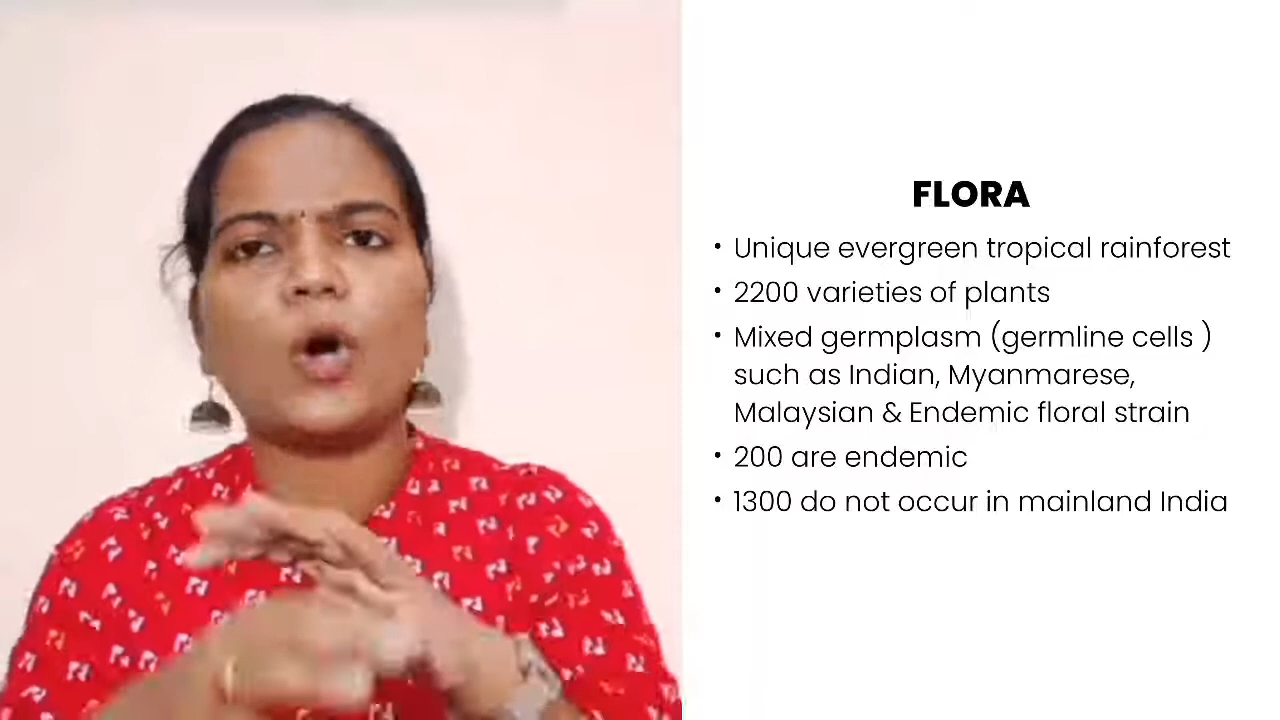 FLORA
• Unique evergreen tropical rainforest
• 2200 varieties of plants
• Mixed germplasm (germline cells )
such as Indian, Myanmarese,
Malaysian & Endemic floral strain
• 200 are endemic
• 1300 do not occur in mainland India